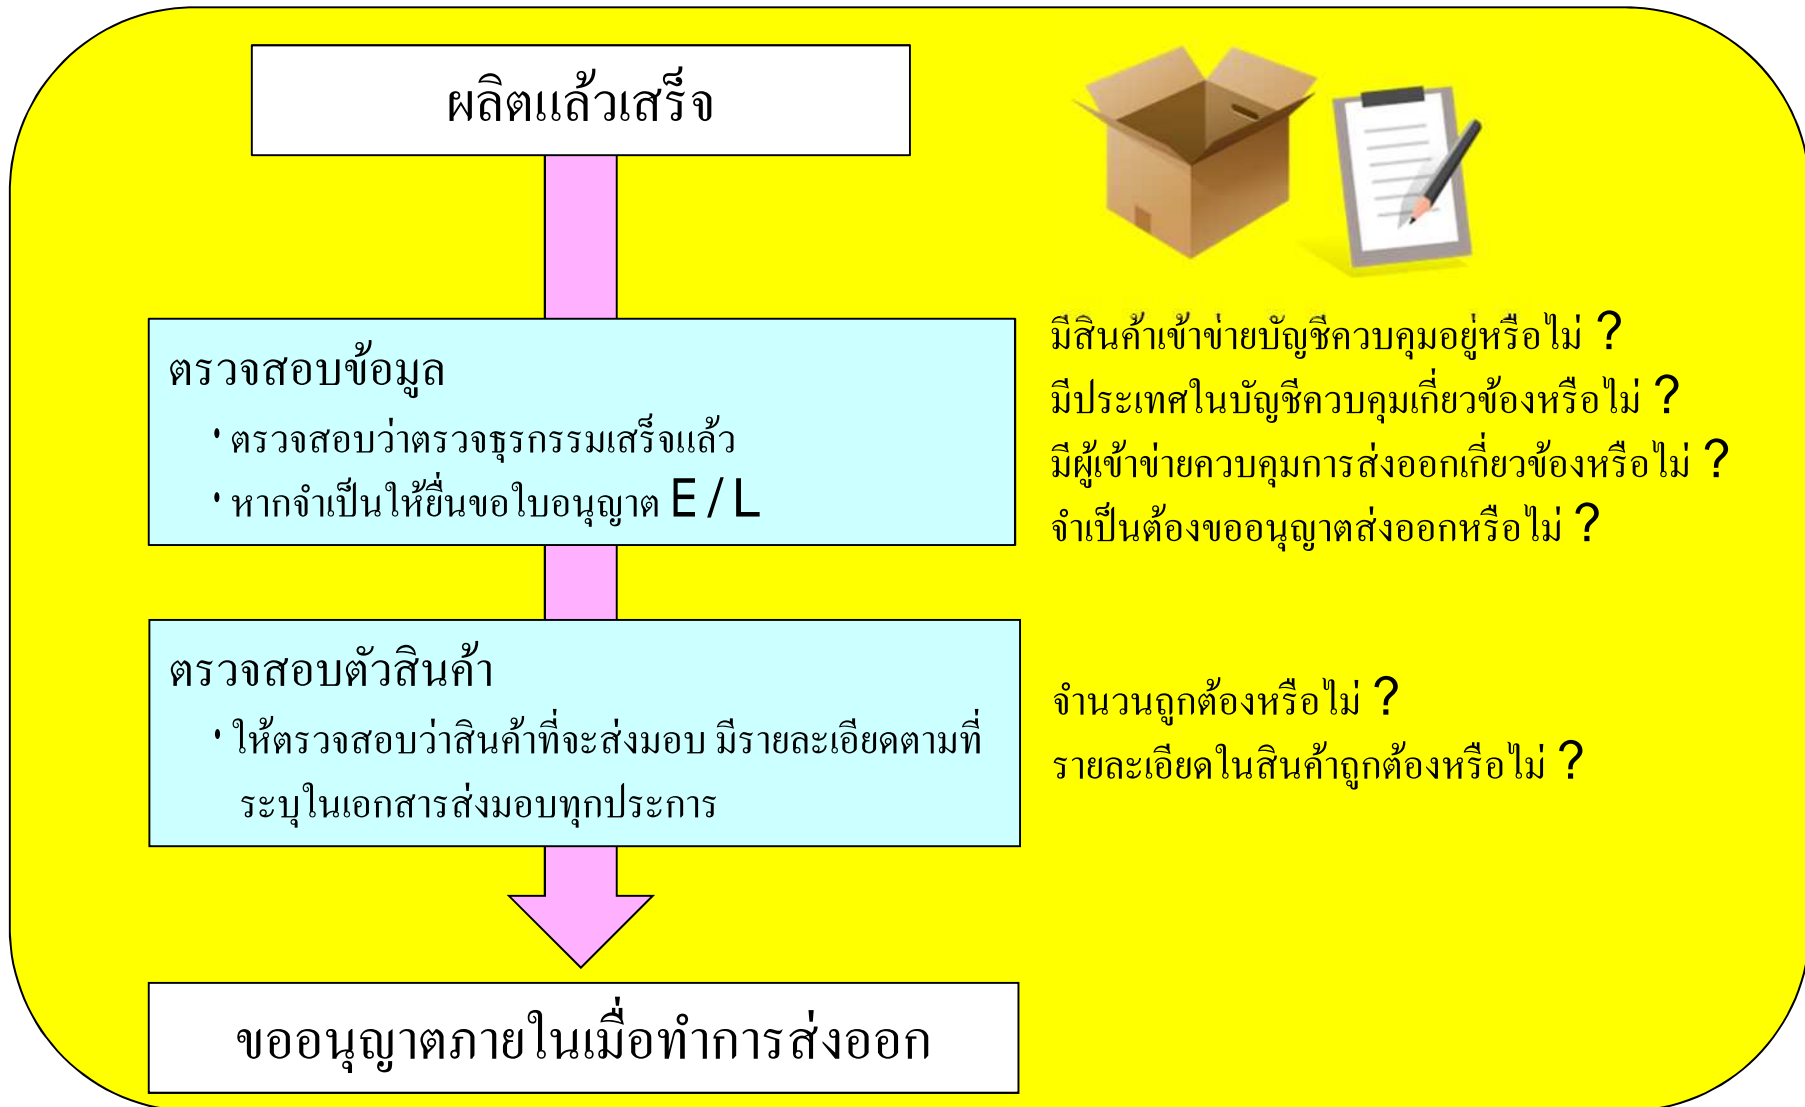 ผลิตแล้วเสร็จ
ตรวจสอบข้อมูล
・ตรวจสอบว่าตรวจธุรกรรมเสร็จแล้ว
・หากจำเป็นให้ยื่นขอใบอนุญาต E / L
มีสินค้าเข้าข่ายบัญชีควบคุมอยู่หรือไม่ ?
มีประเทศในบัญชีควบคุมเกี่ยวข้องหรือไม่ ?
มีผู้เข้าข่ายควบคุมการส่งออกเกี่ยวข้องหรือไม่ ?
จำเป็นต้องขออนุญาตส่งออกหรือไม่ ?
ตรวจสอบตัวสินค้า
・ให้ตรวจสอบว่าสินค้าที่จะส่งมอบ มีรายละเอียดตามที่
ระบุในเอกสารส่งมอบทุกประการ
จำนวนถูกต้องหรือไม่ ?
รายละเอียดในสินค้าถูกต้องหรือไม่ ?
ขออนุญาตภายในเมื่อทำการส่งออก